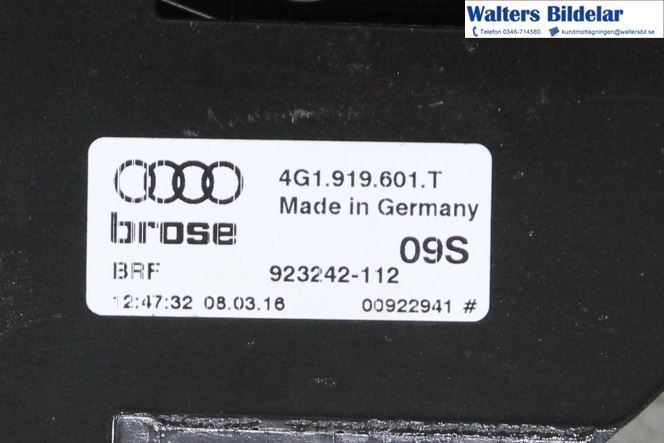 Walters Bildelar
Telefon 0346-714580 kundmottagningen@waltersbil.se
4G1.919.601.T
Made in Germany
brose
09S
BRF 923242-112
12:47:32 08.03.16 00922941 #